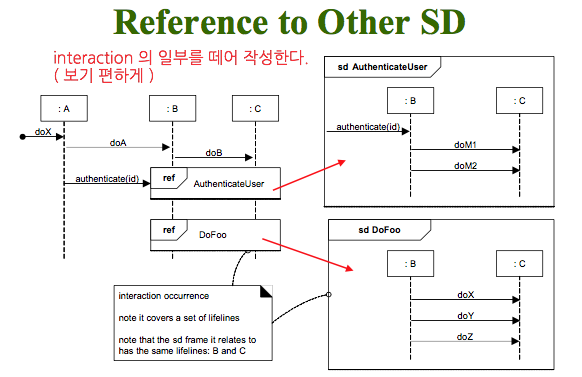 Reference to Other SD
interaction 의 일부를 떼어 작성한다.
( 보기 편하게 )
: A
: B
: C
doX
doA
doB
authenticate(id)
ref
AuthenticateUser
ref
DoFoo
interaction occurrence
note it covers a set of lifelines
note that the sd frame it relates to
has the same lifelines: B and C
sd AuthenticateUser
: B
: C
authenticate(id)
doM1
doM2
sd DoFoo
: B
: C
doX
doY
doZ